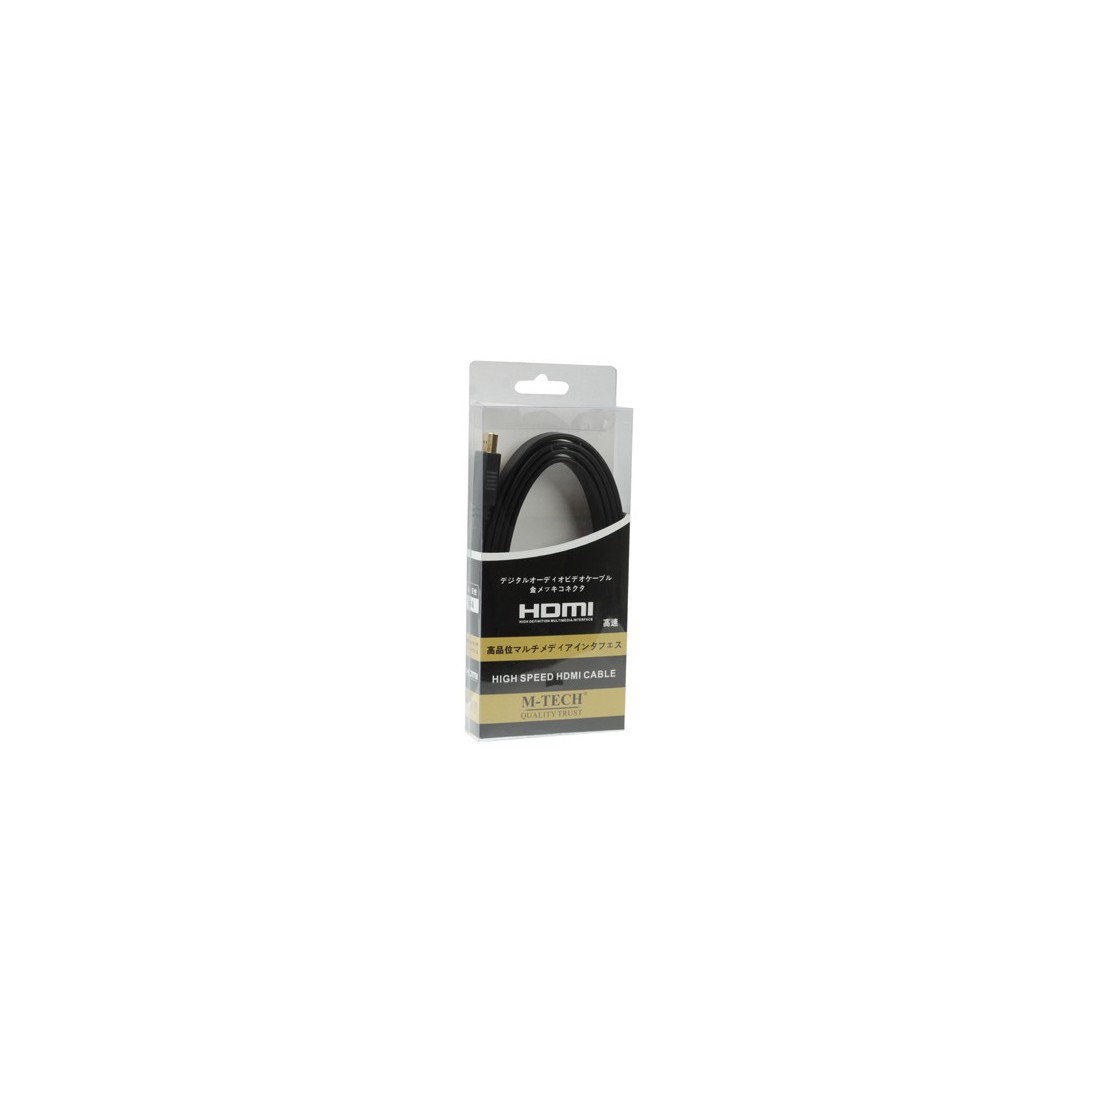 デジタルオーディオビデオケーブル
金メッキコネクタ
HDMI
HIGH DEFINITION MULTIMEDIA INTERFACE
高速
高品位マルチメディアインタフェス
HIGH SPEED HDMI CABLE
M-TECH®
QUALITY TRUST